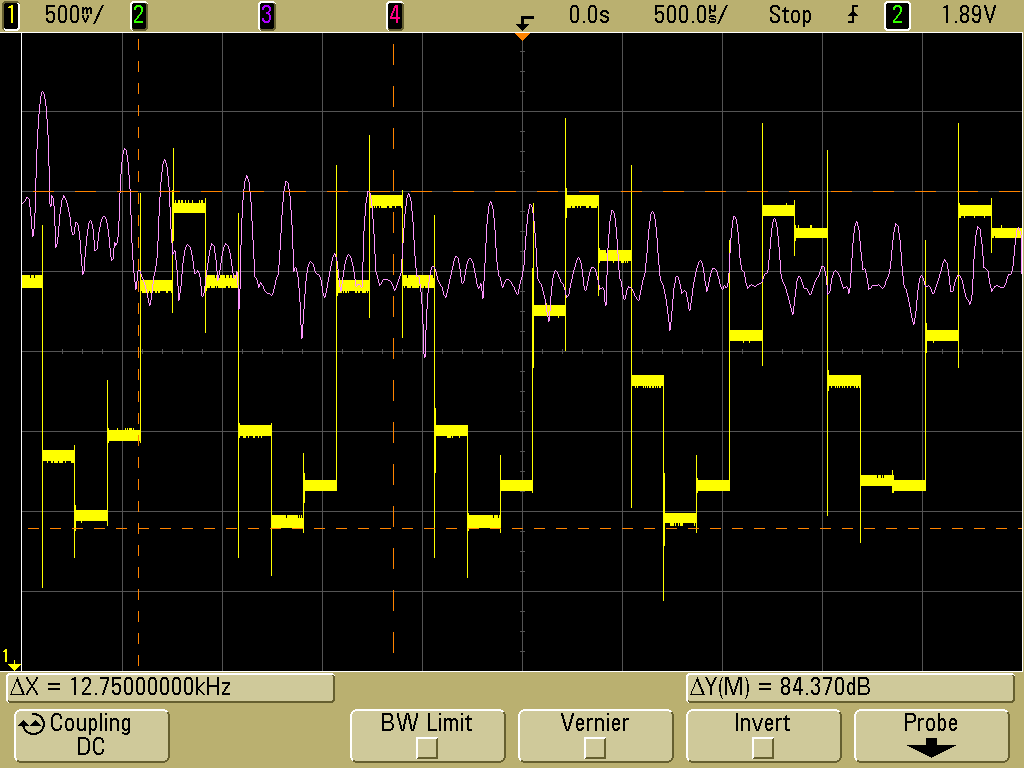 1 500mV/ 2 3 4 0.0s 500.0µs/ Stop 2 1.89V
1
ΔX = 12.75000000kHz ΔY(M) = 84.370dB
Coupling BW Limit Vernier Invert Probe
DC